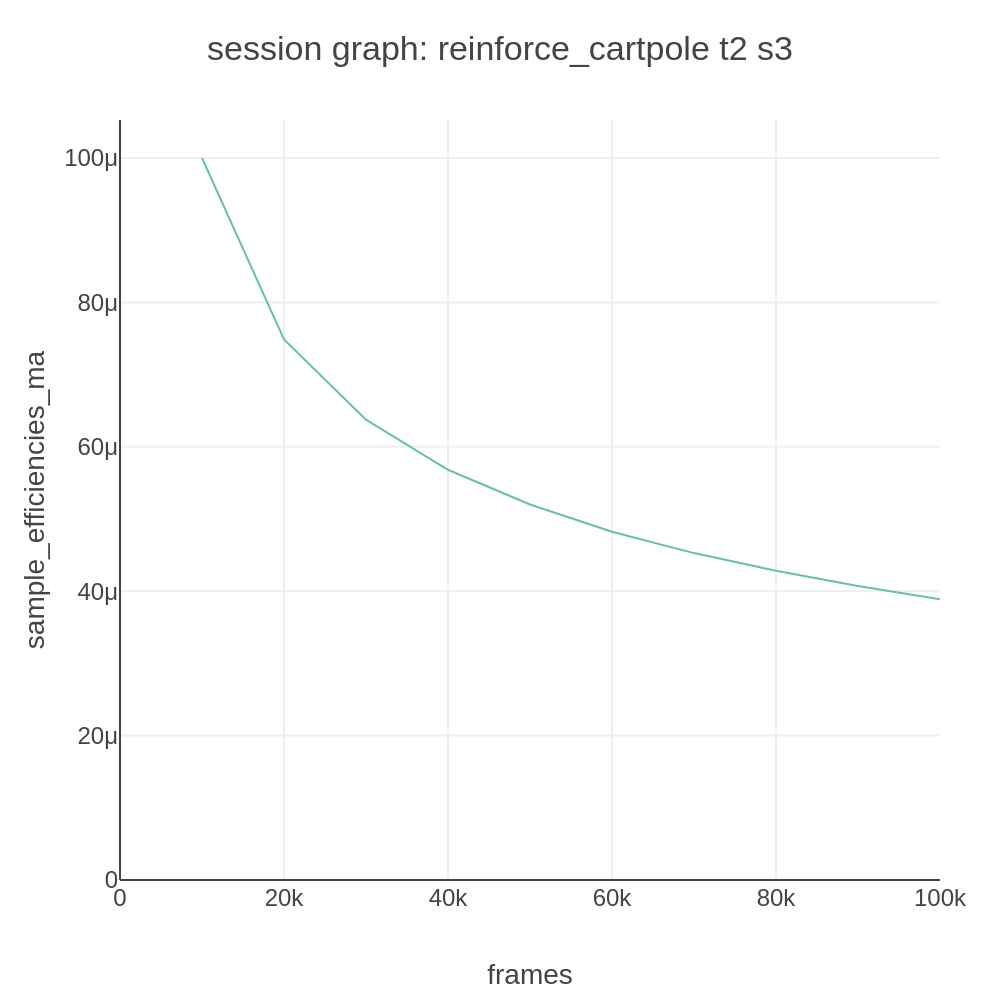 session graph: reinforce_cartpole t2 s3
100μ
80μ
60μ
40μ
20μ
0
0 20k 40k 60k 80k 100k
sample_efficiencies_ma
frames